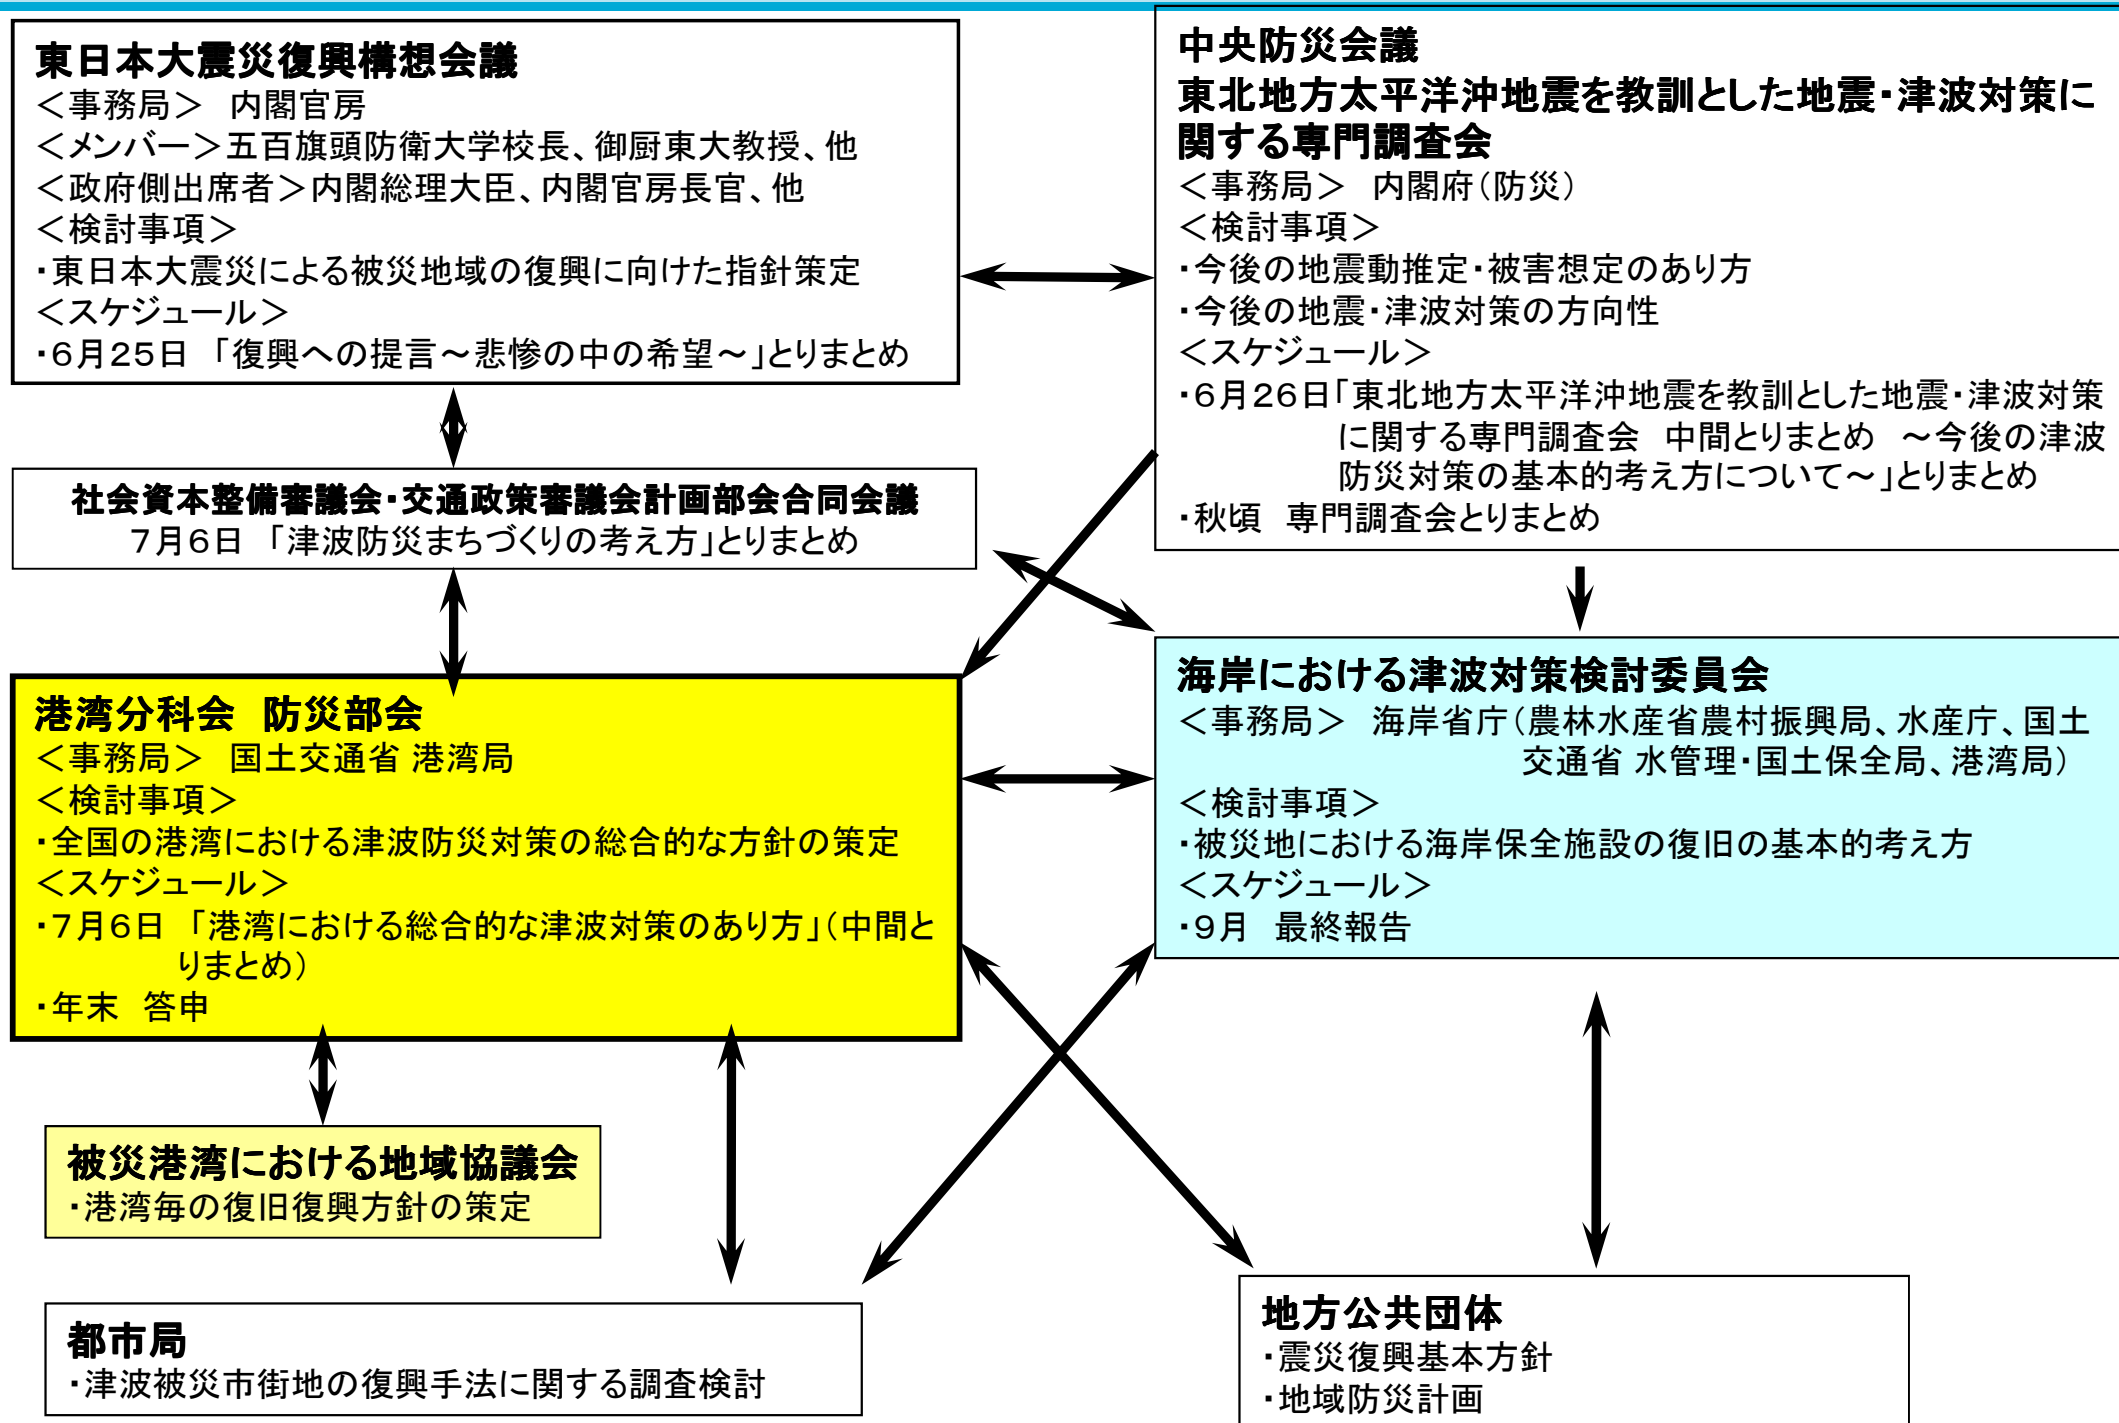 東日本大震災復興構想会議
＜事務局＞　内閣官房
＜メンバー＞五百旗頭防衛大学校長、御厨東大教授、他
＜政府側出席者＞内閣総理大臣、内閣官房長官、他
＜検討事項＞
・東日本大震災による被災地域の復興に向けた指針策定
＜スケジュール＞
・６月２５日　「復興への提言～悲惨の中の希望～」とりまとめ
中央防災会議
東北地方太平洋沖地震を教訓とした地震・津波対策に
関する専門調査会
＜事務局＞　内閣府（防災）
＜検討事項＞
・今後の地震動推定・被害想定のあり方
・今後の地震・津波対策の方向性
＜スケジュール＞
・６月２６日「東北地方太平洋沖地震を教訓とした地震・津波対策
に関する専門調査会　中間とりまとめ　～今後の津波
防災対策の基本的考え方について～」とりまとめ
・秋頃　専門調査会とりまとめ
社会資本整備審議会・交通政策審議会計画部会合同会議
７月６日　「津波防災まちづくりの考え方」とりまとめ
港湾分科会　防災部会
＜事務局＞　国土交通省 港湾局
＜検討事項＞
・全国の港湾における津波防災対策の総合的な方針の策定
＜スケジュール＞
・７月６日　「港湾における総合的な津波対策のあり方」（中間と
りまとめ）
・年末　答申
海岸における津波対策検討委員会
＜事務局＞　海岸省庁（農林水産省農村振興局、水産庁、国土
交通省 水管理・国土保全局、港湾局）
＜検討事項＞
・被災地における海岸保全施設の復旧の基本的考え方
＜スケジュール＞
・９月　最終報告
被災港湾における地域協議会
・港湾毎の復旧復興方針の策定
都市局
・津波被災市街地の復興手法に関する調査検討
地方公共団体
・震災復興基本方針
・地域防災計画